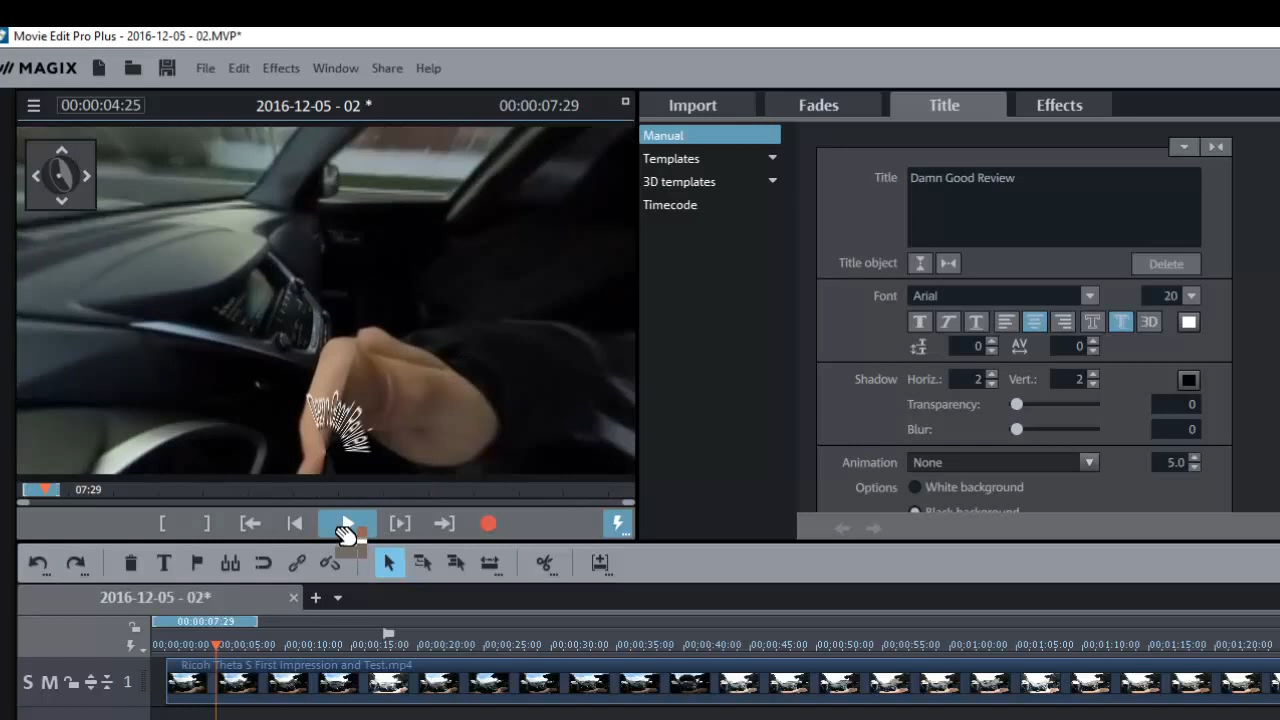 Movie Edit Pro Plus - 2016-12-05 - 02.MVP*
MAGIX File Edit Effects Window Share Help
00:00:04:25 2016-12-05 - 02 * 00:00:07:29
Import Fades Title Effects
Manual
Templates
3D templates
Timecode
Title Damn Good Review
Title object Delete
Font Arial 20
3D
0 AV 0
Shadow Horiz.: 2 Vert.: 2
Transparency: 0
Blur: 0
Animation None 5.0
Options White background
Black background
Damn Good Review
07:29
2016-12-05 - 02*
00:00:07:29
00:00:00:00 00:00:05:00 00:00:10:00 00:00:15:00 00:00:20:00 00:00:25:00 00:00:30:00 00:00:35:00 00:00:40:00 00:00:45:00 00:00:50:00 00:00:55:00 00:01:00:00 00:01:05:00 00:01:10:00 00:01:15:00 00:01:20:00
Ricoh Theta S First Impression and Test.mp4
S M 1